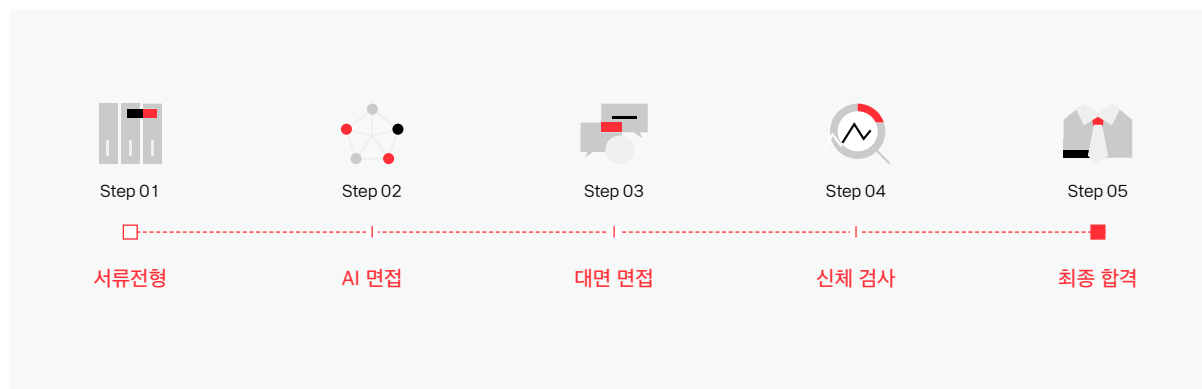 Step 01
Step 02
Step 03
Step 04
Step 05
서류전형
AI 면접
대면 면접
신체 검사
최종 합격